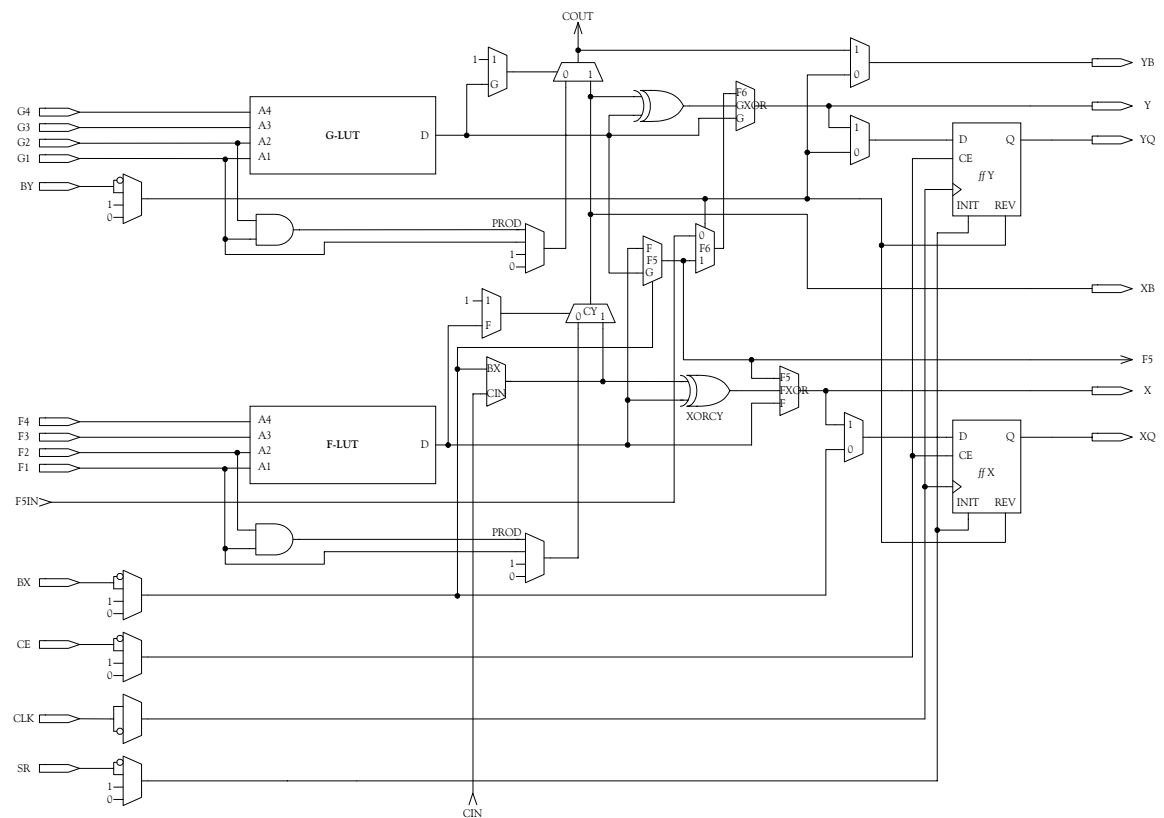 COUT
1 1
G
0 1
1
0
YB
G4
G3
G2
G1
A4
A3
A2
A1
G-LUT
D
F6
GXOR
G
Y
1
0
D
CE
ff Y
INIT REV
Q
YQ
BY
1
0
PROD
1
0
F
F5
G
0
F6
1
XB
1 1
F
CY
0 1
F5
BX
CIN
XORCY
F5
FXOR
F
X
1
0
F4
F3
F2
F1
A4
A3
A2
A1
F-LUT
D
D
CE
ff X
INIT REV
Q
XQ
F5IN
PROD
1
0
BX
1
0
CE
1
0
CLK
SR
1
0
CIN